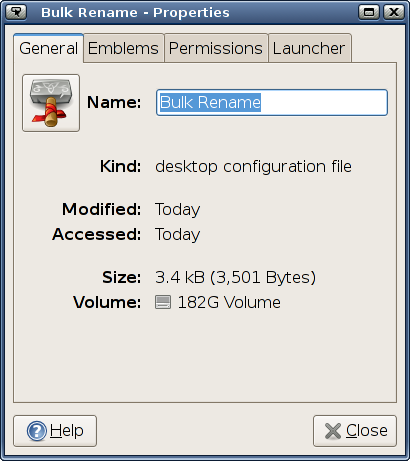 Bulk Rename - Properties
General Emblems Permissions Launcher
Name: Bulk Rename
Kind: desktop configuration file
Modified: Today
Accessed: Today
Size: 3.4 kB (3,501 Bytes)
Volume: 182G Volume
Help Close